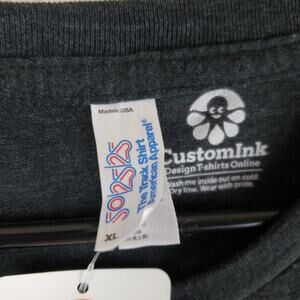 Made in USA
50/25/25
The Track Shirt
American Apparel®
XL
CustomInk
Design T-shirts Online
Wash me inside out on cold.
Dry low. Wear with pride.